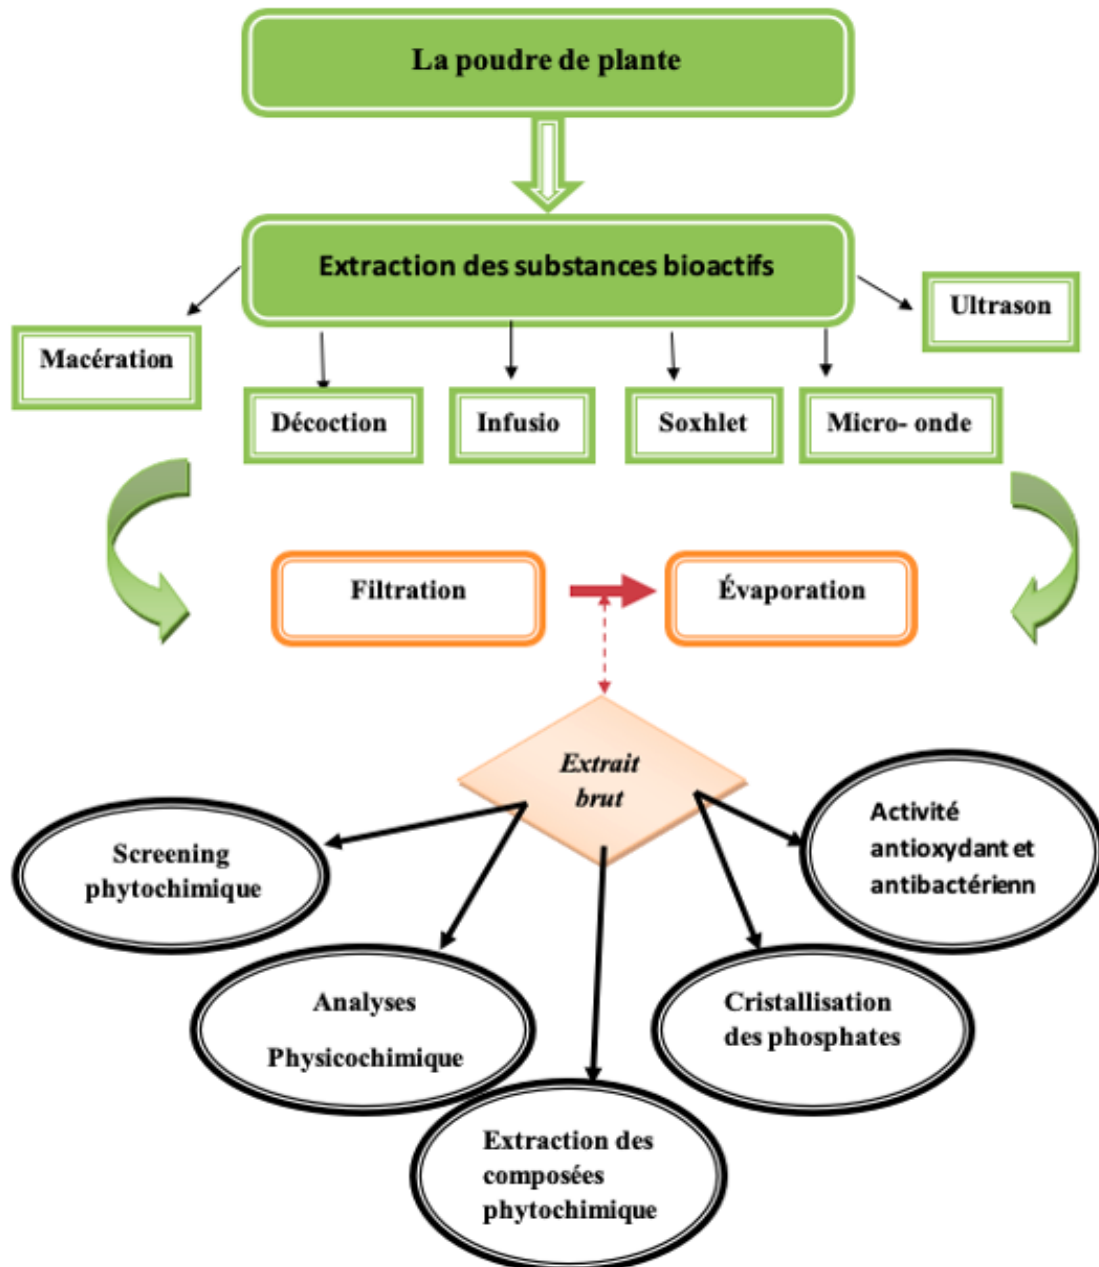 La poudre de plante
Extraction des substances bioactifs
Ultrason
Macération
Décoction
Infusio
Soxhlet
Micro- onde
Filtration
Évaporation
Extrait
brut
Screening
phytochimique
Activité
antioxydant et
antibactérienn
Analyses
Physicochimique
Cristallisation
des phosphates
Extraction des
composées
phytochimique